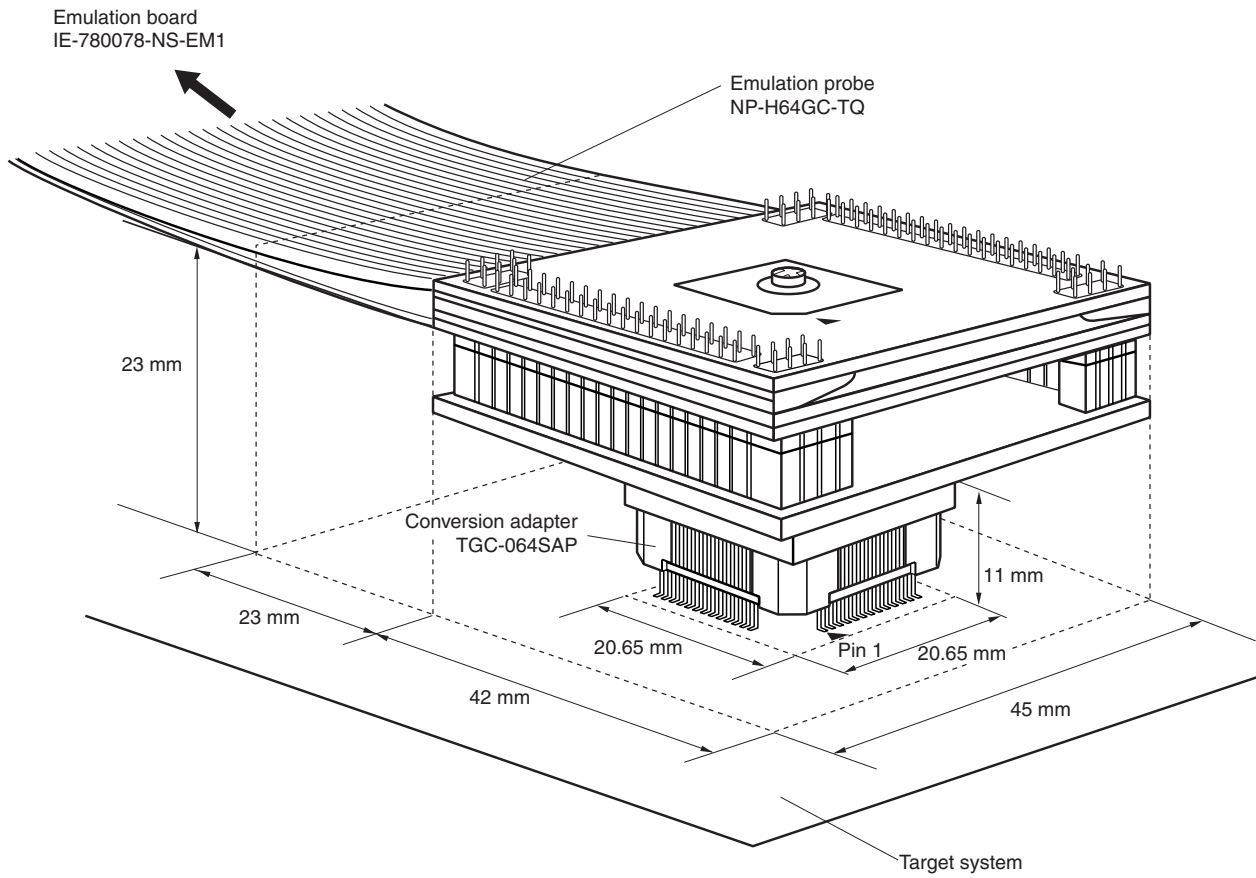 Emulation board
IE-780078-NS-EM1
Emulation probe
NP-H64GC-TQ
23 mm
Conversion adapter
TGC-064SAP
11 mm
23 mm
20.65 mm
Pin 1
20.65 mm
42 mm
45 mm
Target system